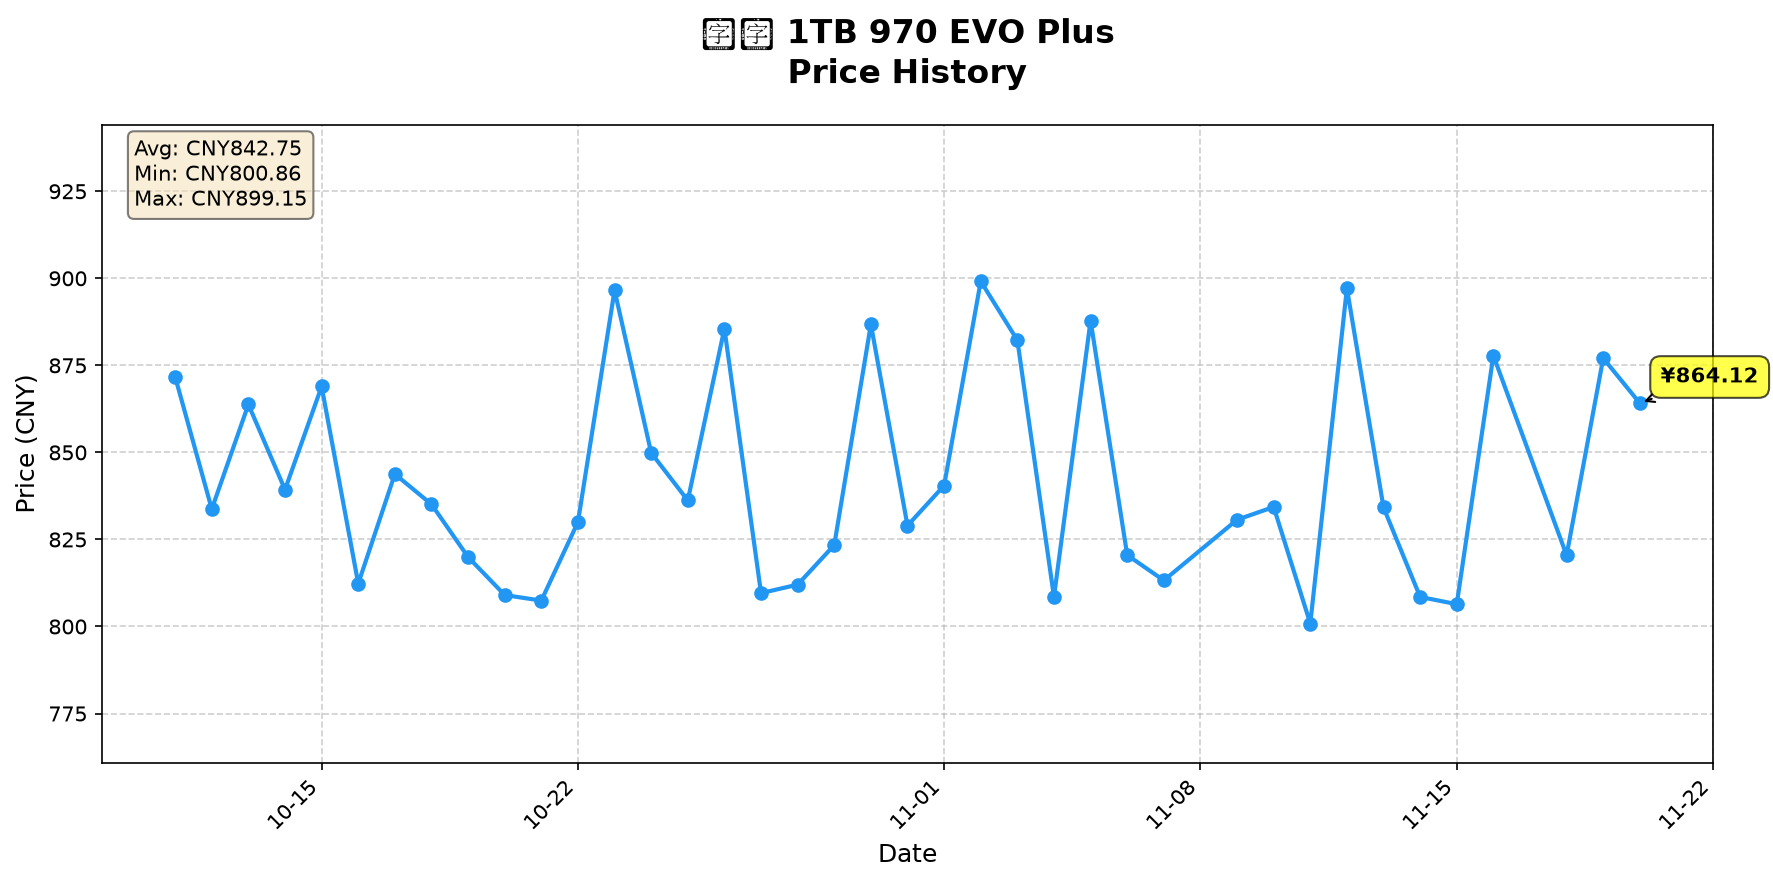 1TB 970 EVO Plus
Price History
Avg: CNY842.75
Min: CNY800.86
Max: CNY899.15
925
900
875
850
825
800
775
¥864.12
Price (CNY)
10-15
10-22
11-01
11-08
11-15
11-22
Date